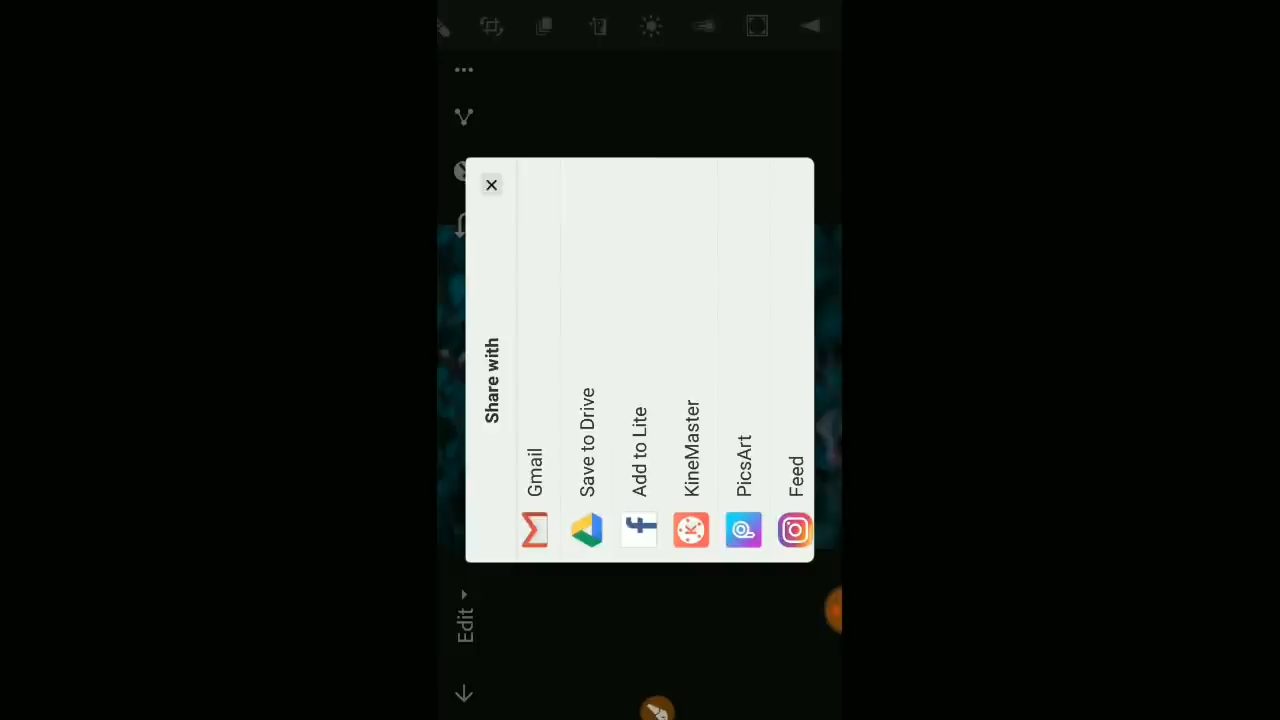 Share with
Gmail
Save to Drive
Add to Lite
KineMaster
PicsArt
Feed
Edit